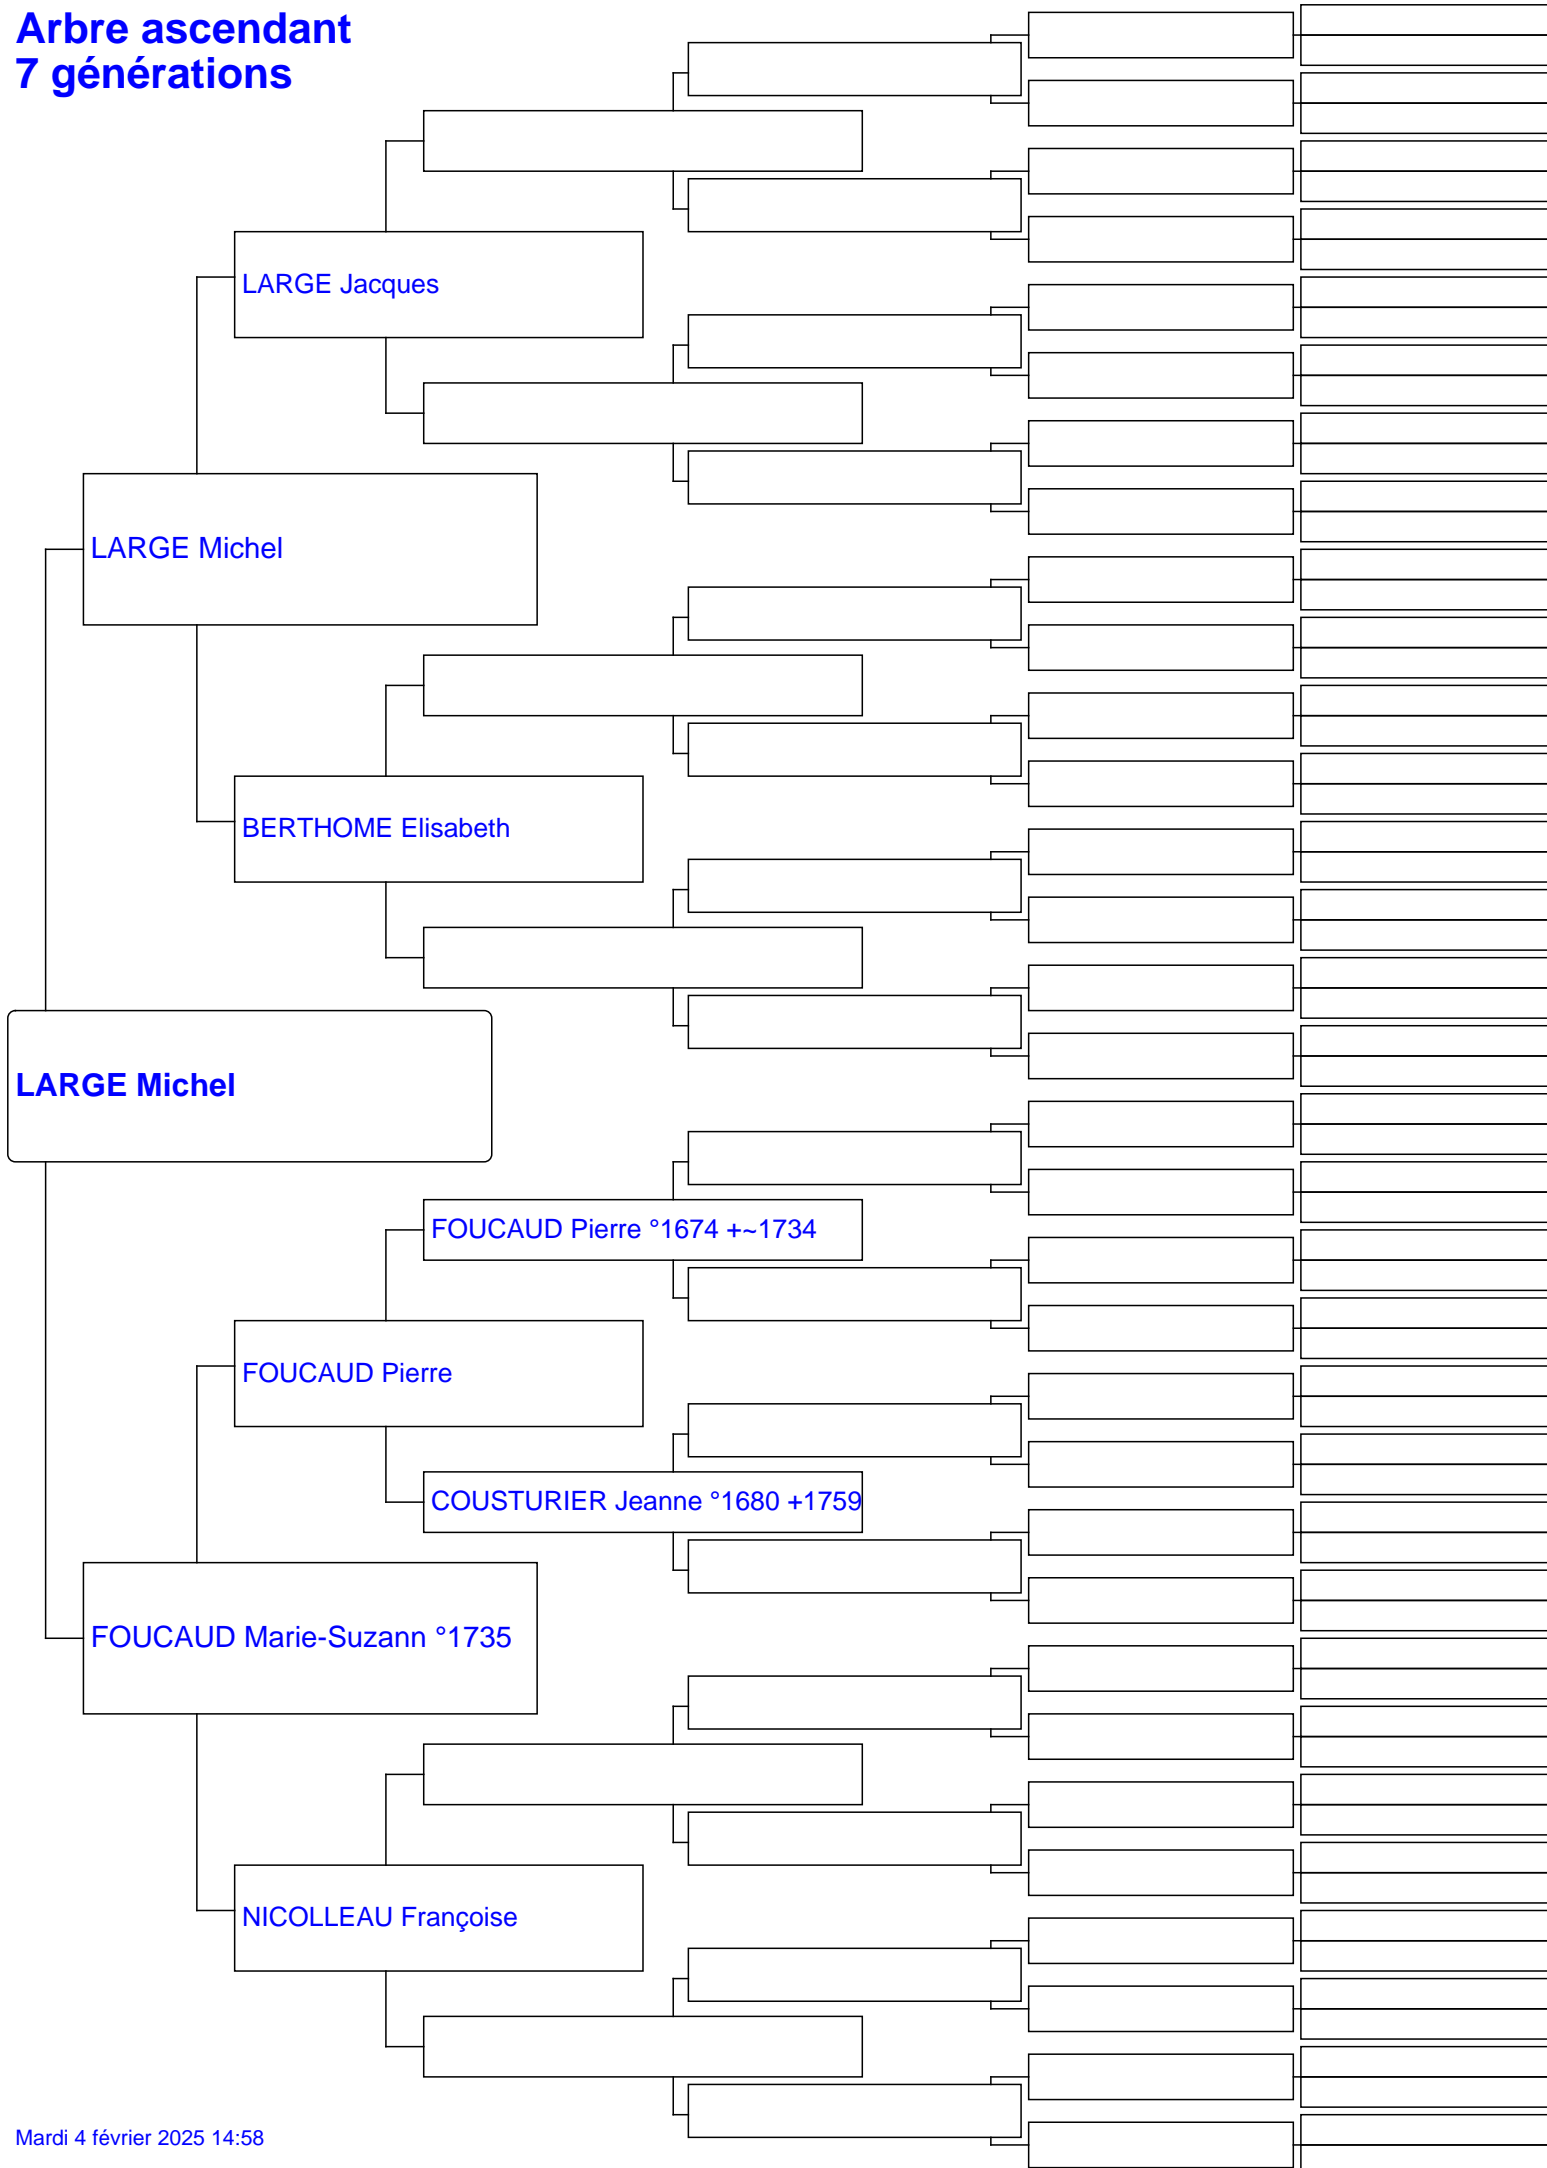 Arbre ascendant
7 générations
LARGE Jacques
LARGE Michel
BERTHOME Elisabeth
LARGE Michel
FOUCAUD Pierre °1674 +~1734
FOUCAUD Pierre
COUSTURIER Jeanne °1680 +1759
FOUCAUD Marie-Suzann °1735
NICOLLEAU Françoise
Mardi 4 février 2025 14:58